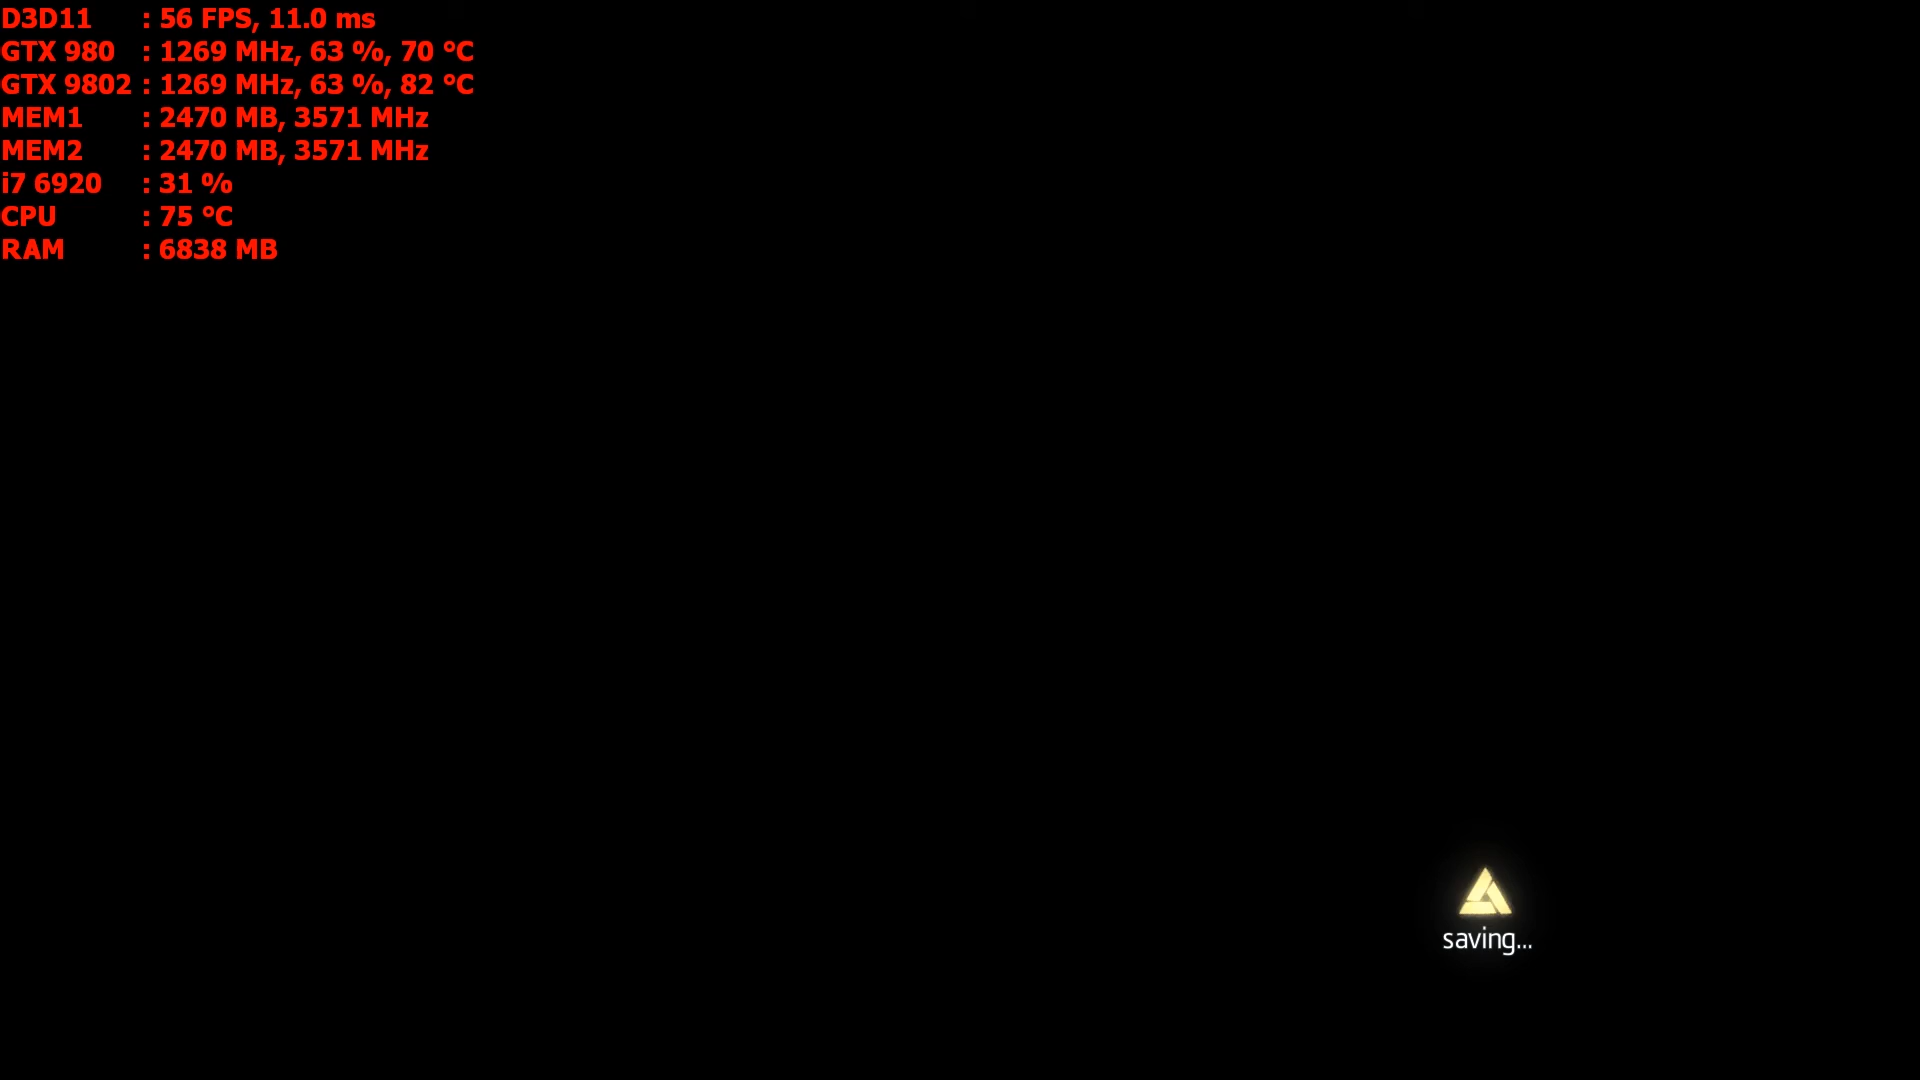 D3D11 : 56 FPS, 11.0 ms
GTX 980 : 1269 MHz, 63 %, 70 °C
GTX 9802 : 1269 MHz, 63 %, 82 °C
MEM1 : 2470 MB, 3571 MHz
MEM2 : 2470 MB, 3571 MHz
i7 6920 : 31 %
CPU : 75 °C
RAM : 6838 MB
saving...